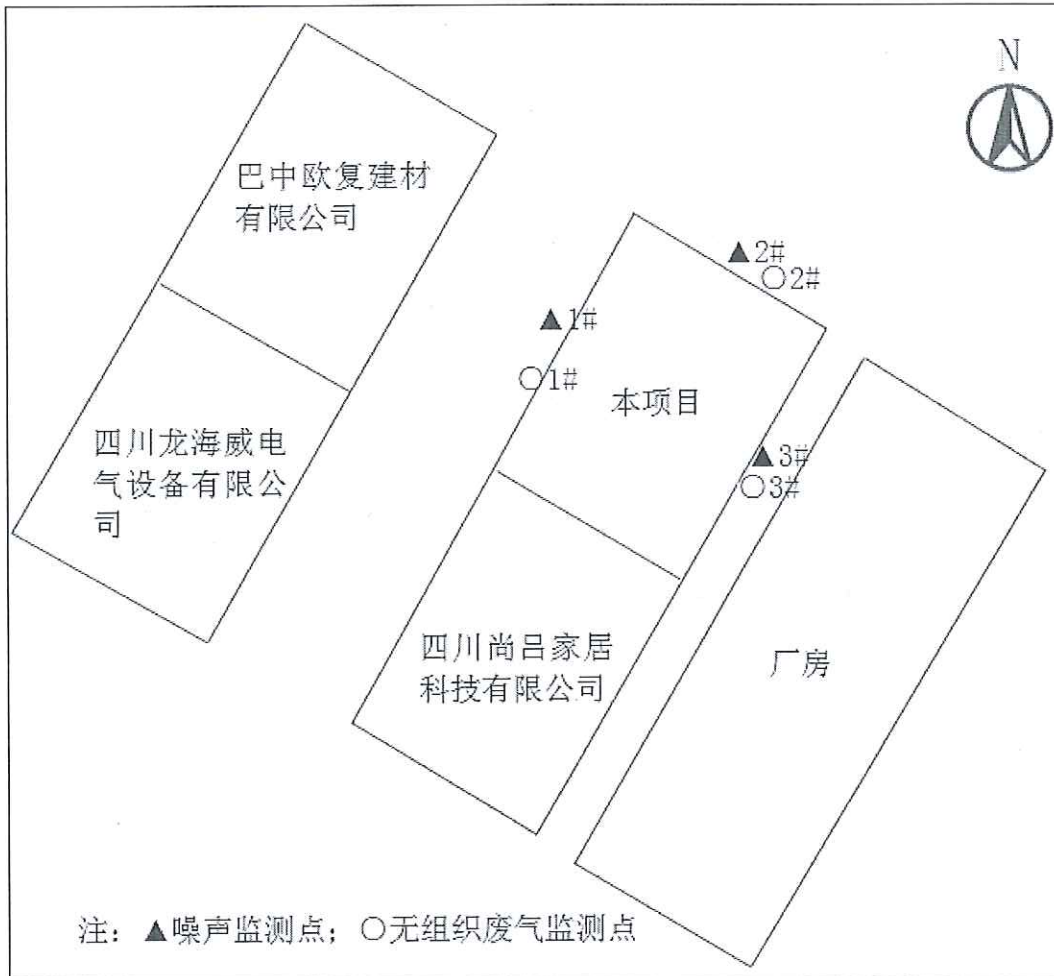 N
巴中欧复建材
有限公司
▲2#
○2#
▲1#
○1#
本项目
四川龙海威电
气设备有限公
司
▲3#
○3#
四川尚吕家居
科技有限公司
厂房
注：▲噪声监测点；○无组织废气监测点